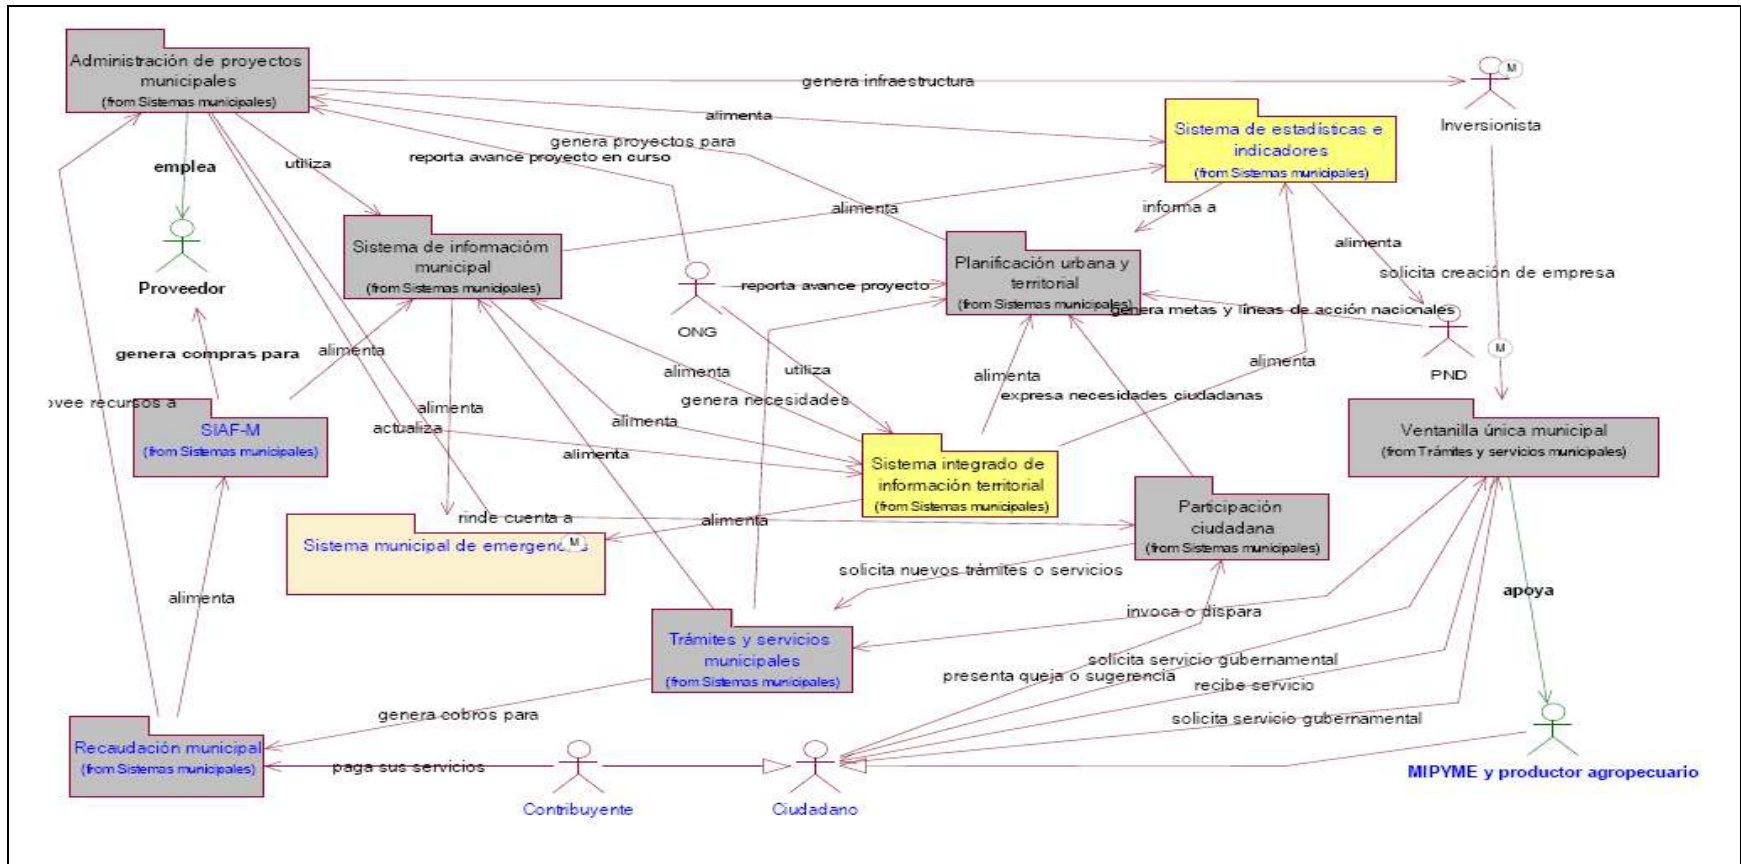 Administración de proyectos
municipales
(from Sistemas municipales)
genera infraestructura
M
Inversionista
alimenta
Sistema de estadísticas e
indicadores
(from Sistemas municipales)
genera proyectos para
reporta avance proyecto en curso
emplea
utiliza
alimenta
informa a
alimenta
Proveedor
Sistema de informacióm
municipal
(from Sistemas municipales)
ONG
reporta avance proyecto
Planificación urbana y
territorial
(from Sistemas municipales)
genera metas y líneas de acción nacionales
solicita creación de empresa
M
PND
genera compras para
alimenta
alimenta
utiliza
alimenta
alimenta
genera necesidades
expresa necesidades ciudadanas
ovee recursos a
alimenta
actualiza
alimenta
alimenta
SIAF-M
(from Sistemas municipales)
Sistema integrado de
información territorial
(from Sistemas municipales)
Ventanilla única municipal
(from Trámites y servicios municipales)
rinde cuenta a
alimenta
Participación
ciudadana
(from Sistemas municipales)
Sistema municipal de
M
solicita nuevos trámites o servicios
alimenta
invoca o dispara
apoya
Trámites y servicios
municipales
(from Sistemas municipales)
solicita servicio gubernamental
presenta queja o sugerencia
recibe servicio
genera cobros para
solicita servicio gubernamental
Recaudación municipal
(from Sistemas municipales)
paga sus servicios
Contribuyente
Ciudadano
MIPYME y productor agropecuario